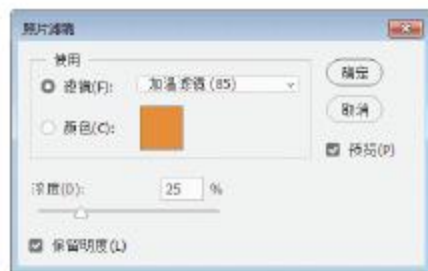 照片滤镜
使用
滤镜(F): 加温滤镜 (85)
颜色(C):
确定
取消
预览(P)
浓度(D): 25 %
保留明度(L)